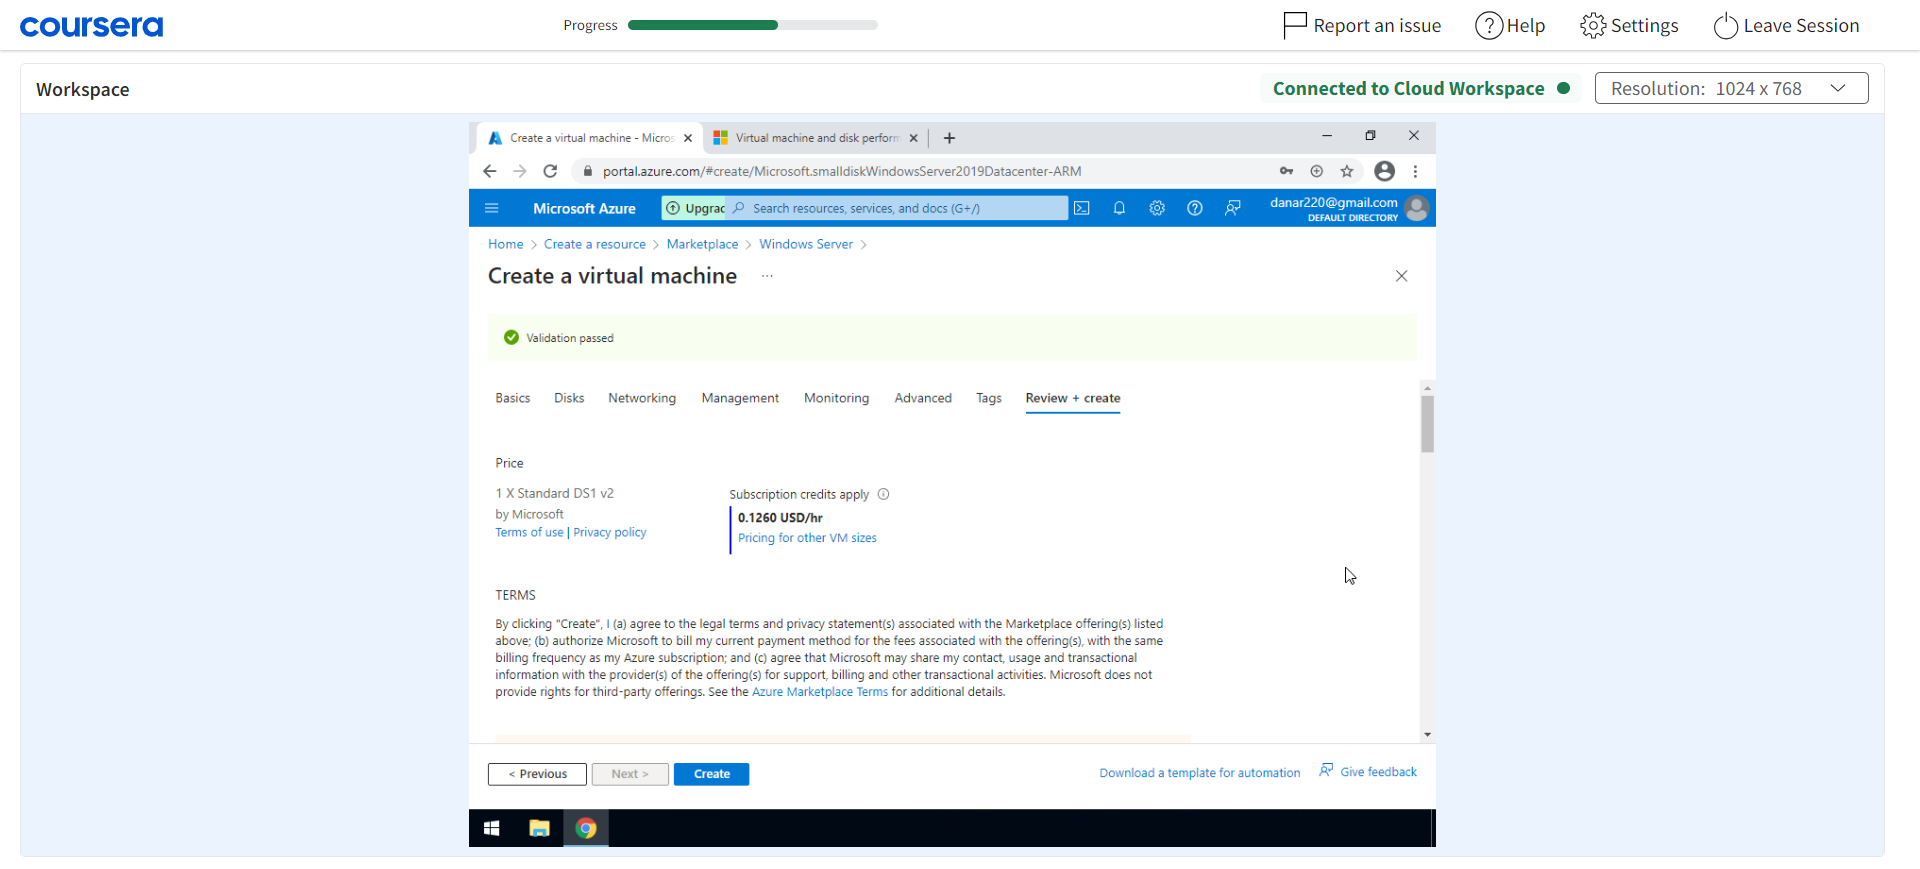 coursera
Progress
Report an issue
Help
Settings
Leave Session
Workspace
Connected to Cloud Workspace
Resolution: 1024 x 768
Create a virtual machine - Micros
Virtual machine and disk perform
portal.azure.com/#create/Microsoft.smalldiskWindowsServer2019Datacenter-ARM
Microsoft Azure
Upgrad
Search resources, services, and docs (G+/)
danar220@gmail.com
DEFAULT DIRECTORY
Home > Create a resource > Marketplace > Windows Server >
Create a virtual machine ...
Validation passed
Basics Disks Networking Management Monitoring Advanced Tags Review + create
Price
1 X Standard DS1 v2
by Microsoft
Terms of use | Privacy policy
Subscription credits apply
0.1260 USD/hr
Pricing for other VM sizes
TERMS
By clicking "Create", I (a) agree to the legal terms and privacy statement(s) associated with the Marketplace offering(s) listed
above; (b) authorize Microsoft to bill my current payment method for the fees associated with the offering(s), with the same
billing frequency as my Azure subscription; and (c) agree that Microsoft may share my contact, usage and transactional
information with the provider(s) of the offering(s) for support, billing and other transactional activities. Microsoft does not
provide rights for third-party offerings. See the Azure Marketplace Terms for additional details.
< Previous
Next >
Create
Download a template for automation
Give feedback